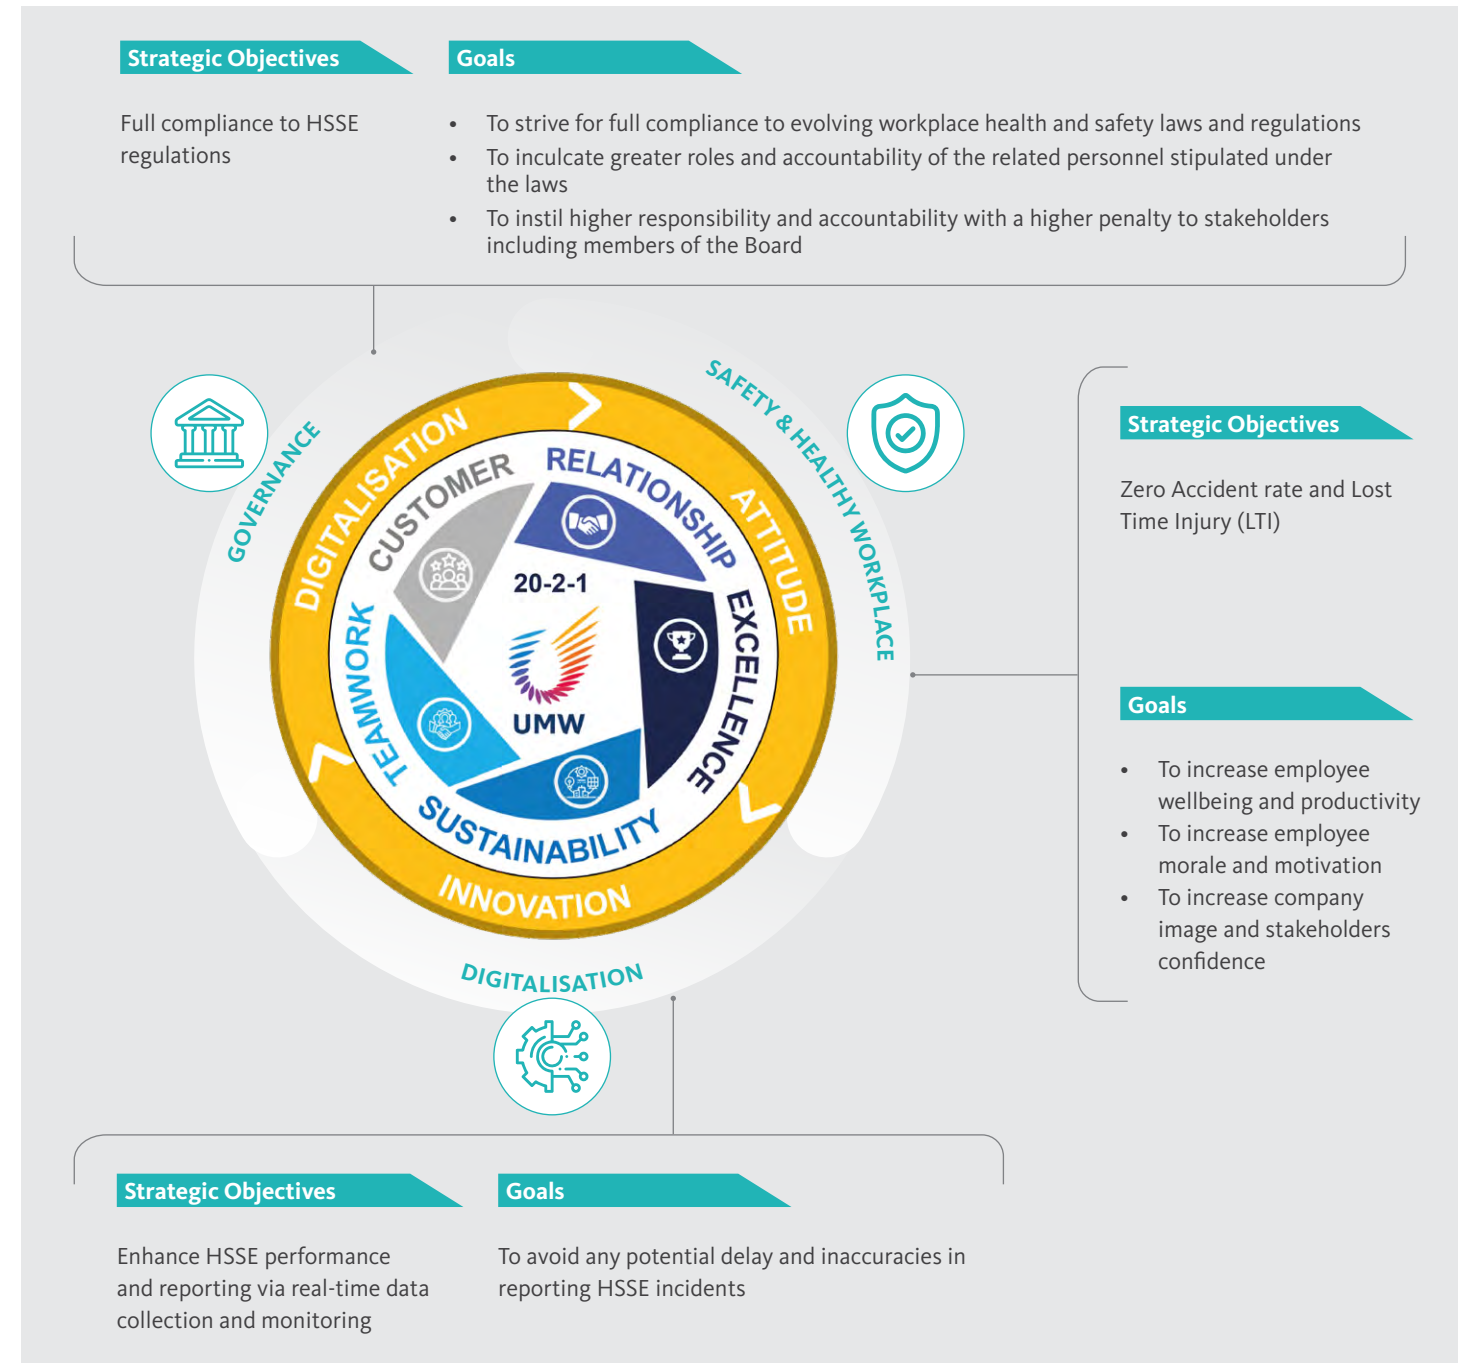 Strategic Objectives
Full compliance to HSSE
regulations
Goals
• To strive for full compliance to evolving workplace health and safety laws and regulations
• To inculcate greater roles and accountability of the related personnel stipulated under
the laws
• To instil higher responsibility and accountability with a higher penalty to stakeholders
including members of the Board
GOVERNANCE
SAFETY & HEALTHY WORKPLACE
DIGITALISATION
ATTITUDE
INNOVATION
CUSTOMER
RELATIONSHIP
EXCELLENCE
SUSTAINABILITY
TEAMWORK
20-2-1
UMW
DIGITALISATION
Strategic Objectives
Zero Accident rate and Lost
Time Injury (LTI)
Goals
• To increase employee
wellbeing and productivity
• To increase employee
morale and motivation
• To increase company
image and stakeholders
confidence
Strategic Objectives
Enhance HSSE performance
and reporting via real-time data
collection and monitoring
Goals
To avoid any potential delay and inaccuracies in
reporting HSSE incidents